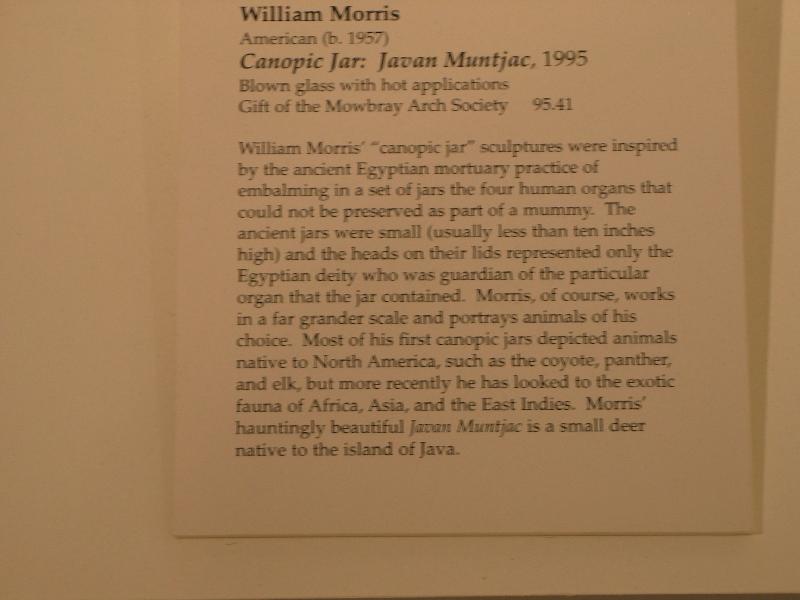 William Morris
American (b. 1957)
Canopic Jar: Javan Muntjac, 1995
Blown glass with hot applications
Gift of the Mowbray Arch Society 95.41
William Morris' "canopic jar" sculptures were inspired
by the ancient Egyptian mortuary practice of
embalming in a set of jars the four human organs that
could not be preserved as part of a mummy. The
ancient jars were small (usually less than ten inches
high) and the heads on their lids represented only the
Egyptian deity who was guardian of the particular
organ that the jar contained. Morris, of course, works
in a far grander scale and portrays animals of his
choice. Most of his first canopic jars depicted animals
native to North America, such as the coyote, panther,
and elk, but more recently he has looked to the exotic
fauna of Africa, Asia, and the East Indies. Morris'
hauntingly beautiful Javan Muntjac is a small deer
native to the island of Java.